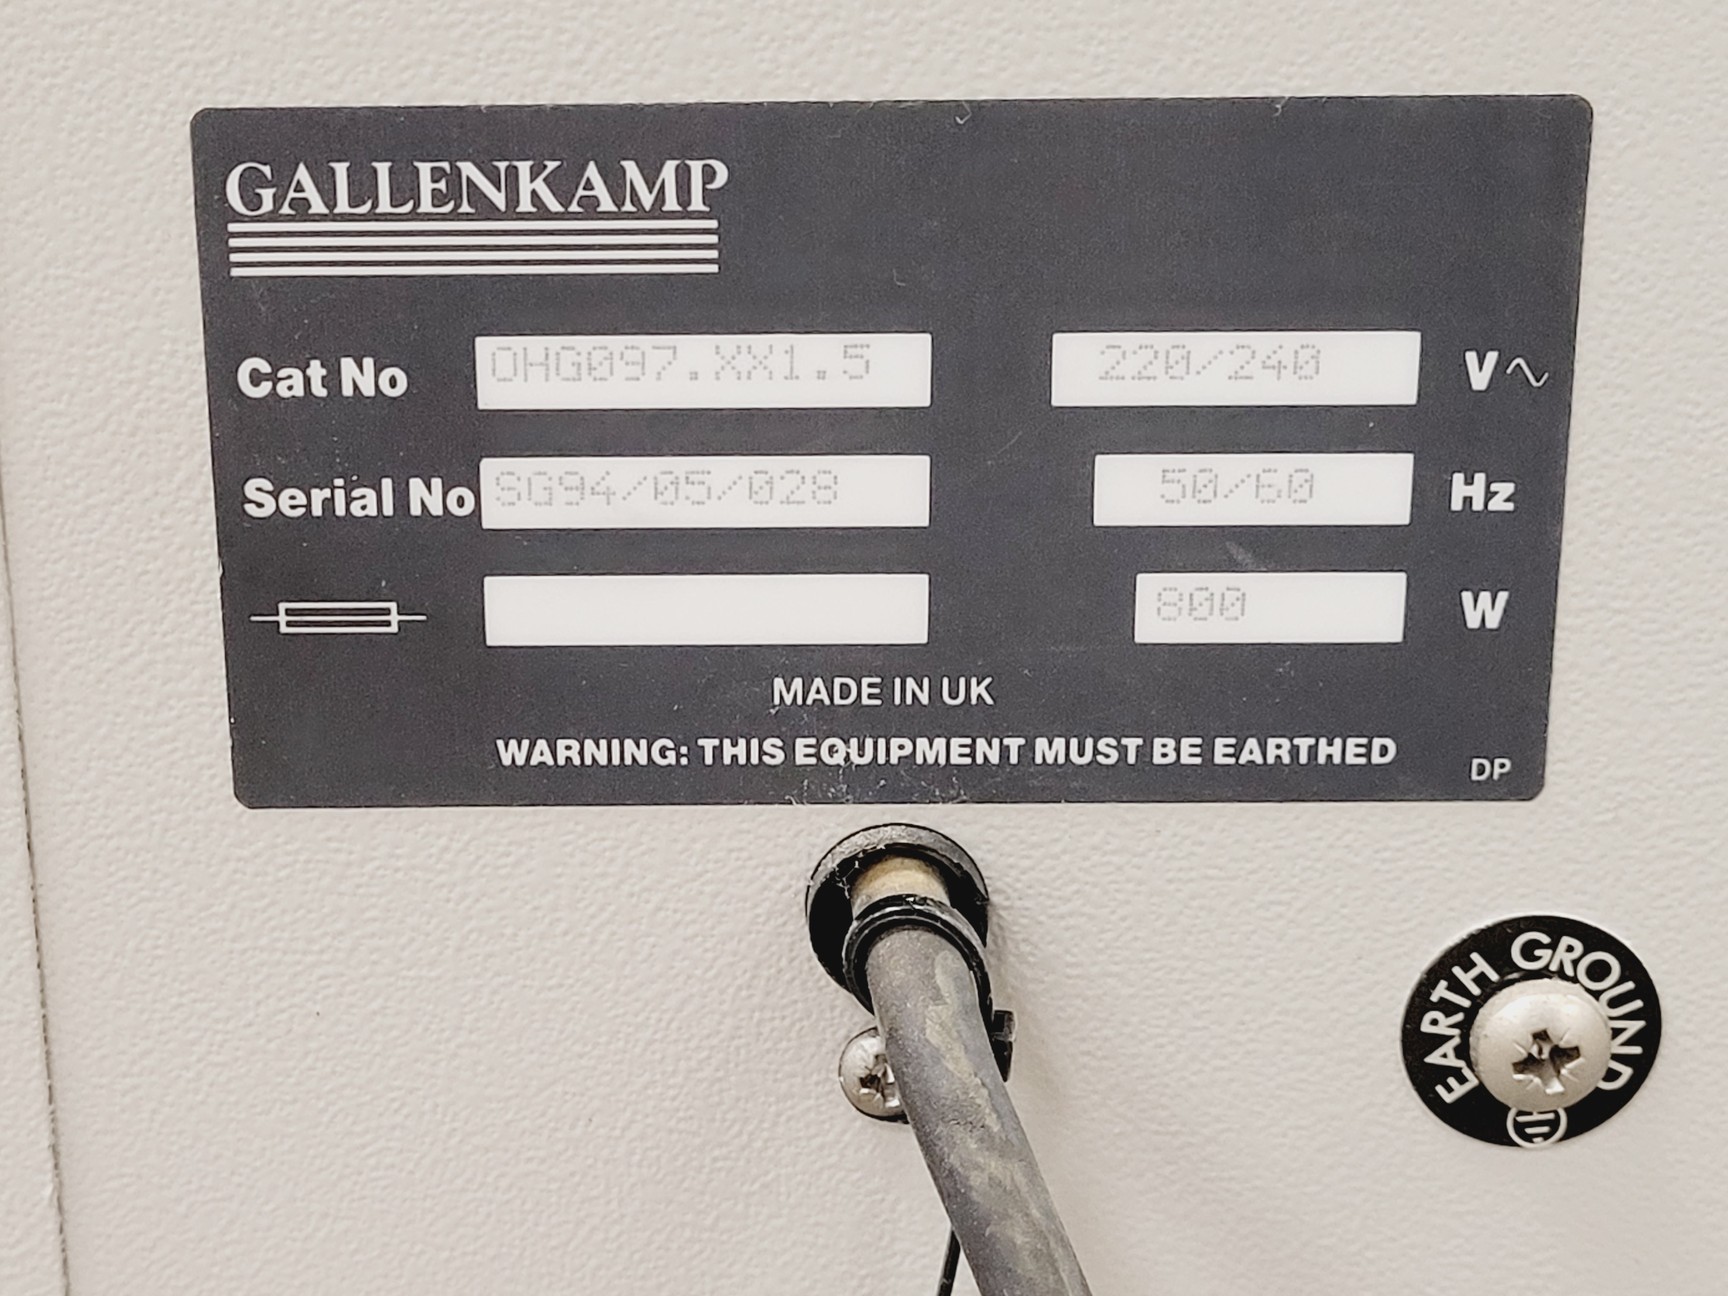 GALLENKAMP
Cat No OHG097.XX1.5 220/240 V~
Serial No SG94/05/028 50/60 Hz
800 W
MADE IN UK
WARNING: THIS EQUIPMENT MUST BE EARTHED
DP
EARTH GROUND